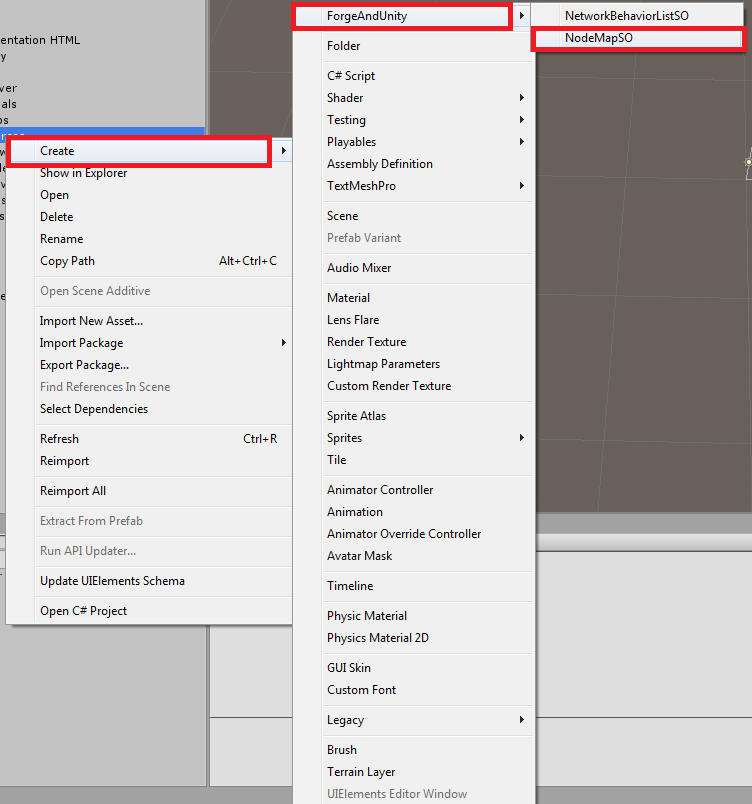 entation HTML
y
ver
als
os
Create
Show in Explorer
Open
Delete
Rename
Copy Path Alt+Ctrl+C
Open Scene Additive
Import New Asset...
Import Package
Export Package...
Find References In Scene
Select Dependencies
Refresh Ctrl+R
Reimport
Reimport All
Extract From Prefab
Run API Updater...
Update UIElements Schema
Open C# Project
ForgeAndUnity
Folder
C# Script
Shader
Testing
Playables
Assembly Definition
TextMeshPro
Scene
Prefab Variant
Audio Mixer
Material
Lens Flare
Render Texture
Lightmap Parameters
Custom Render Texture
Sprite Atlas
Sprites
Tile
Animator Controller
Animation
Animator Override Controller
Avatar Mask
Timeline
Physic Material
Physics Material 2D
GUI Skin
Custom Font
Legacy
Brush
Terrain Layer
UIElements Editor Window
NetworkBehaviorListSO
NodeMapSO